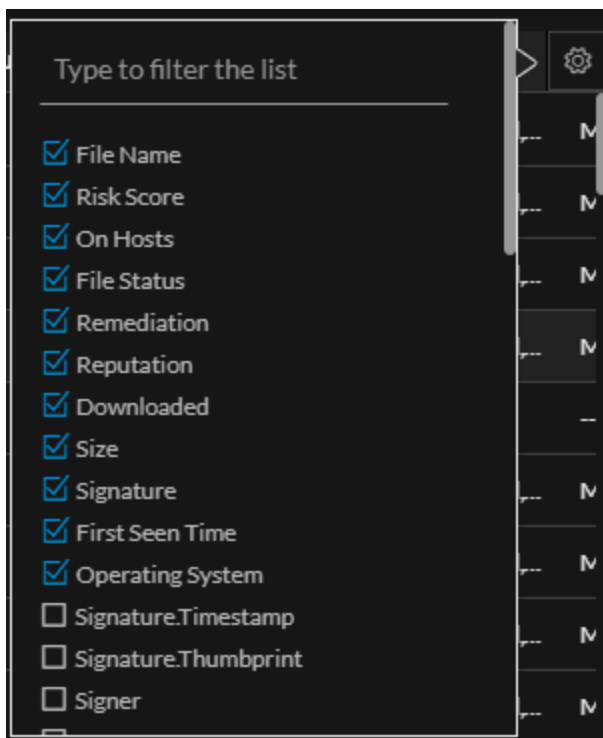 Type to filter the list
File Name
Risk Score
On Hosts
File Status
Remediation
Reputation
Downloaded
Size
Signature
First Seen Time
Operating System
Signature.Timestamp
Signature.Thumbprint
Signer